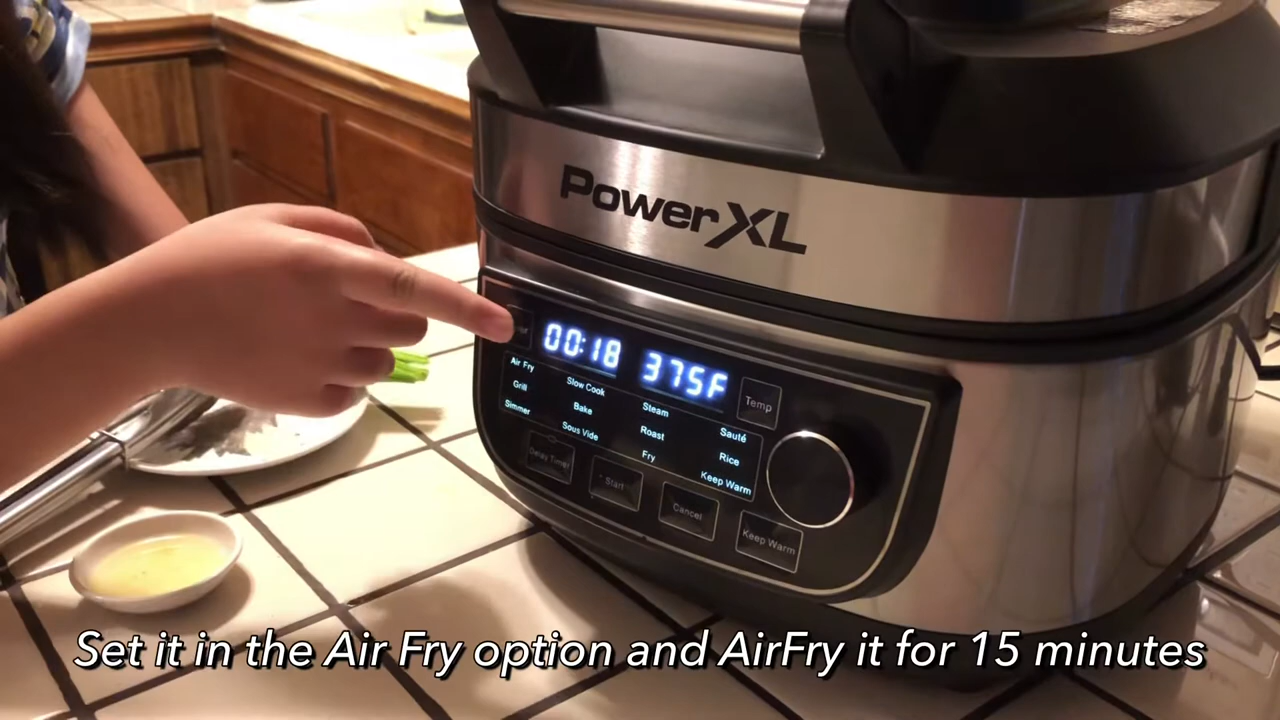 PowerXL
00:18 375F
Temp
Air Fry
Slow Cook
Steam
Sauté
Grill
Bake
Roast
Rice
Simmer
Sous Vide
Fry
Keep Warm
Delay Timer
Start
Cancel
Keep Warm
Set it in the Air Fry option and AirFry it for 15 minutes